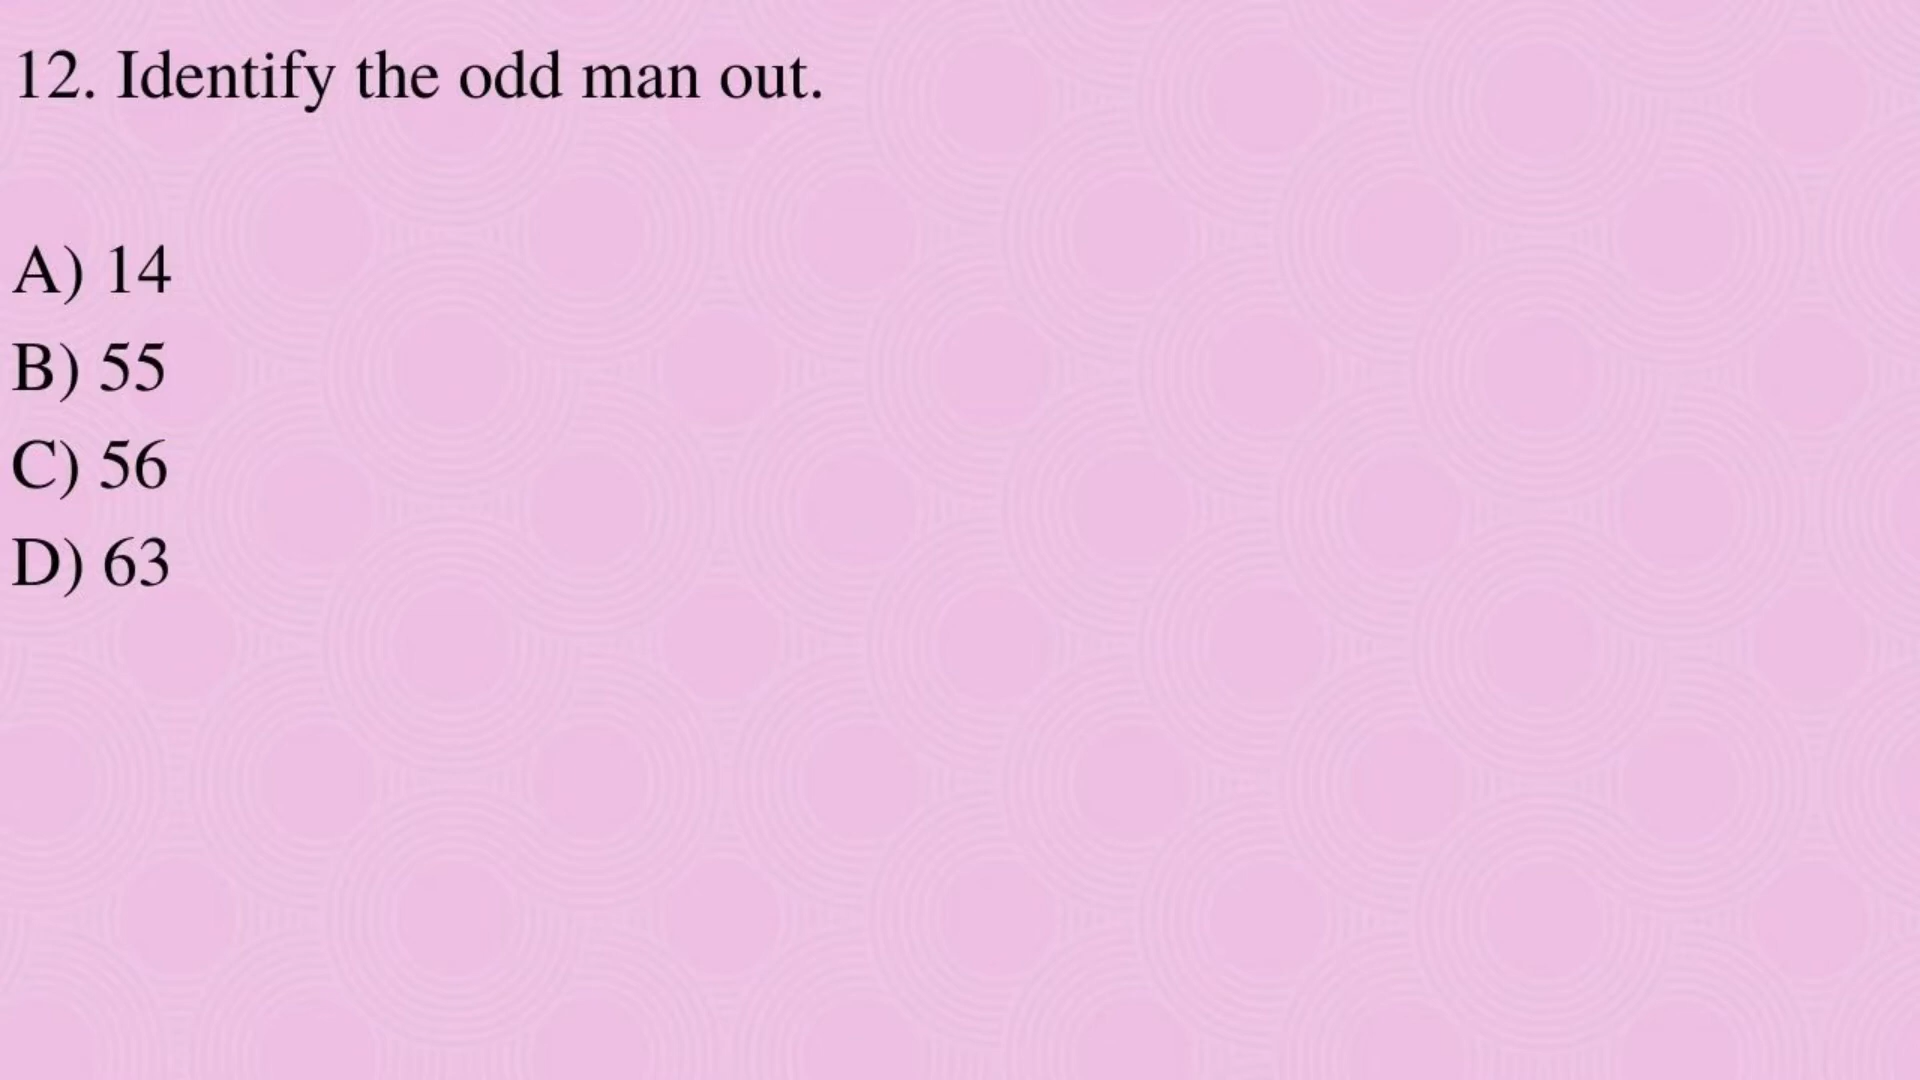 12. Identify the odd man out.
A) 14
B) 55
C) 56
D) 63